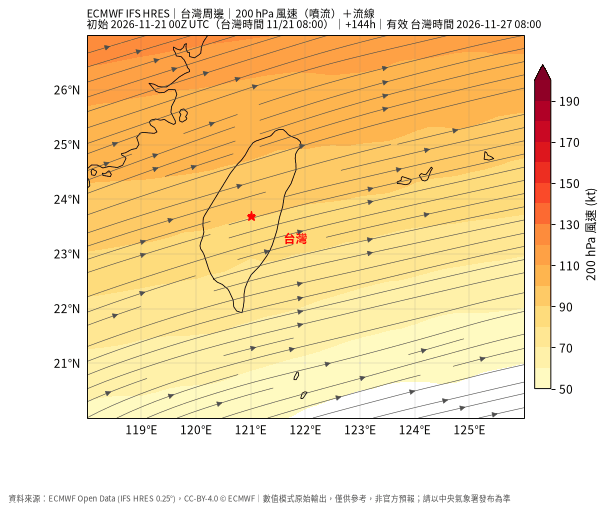 ECMWF IFS HRES｜台灣周邊｜200 hPa 風速（噴流）＋流線
初始 2026-11-21 00Z UTC（台灣時間 11/21 08:00）｜+144h｜有效 台灣時間 2026-11-27 08:00
26°N
25°N
24°N
23°N
22°N
21°N
119°E
120°E
121°E
122°E
123°E
124°E
125°E
台灣
190
170
150
130
110
90
70
50
200 hPa 風速 (kt)
資料來源：ECMWF Open Data (IFS HRES 0.25°)，CC-BY-4.0 © ECMWF｜數值模式原始輸出，僅供參考，非官方預報；請以中央氣象署發布為準